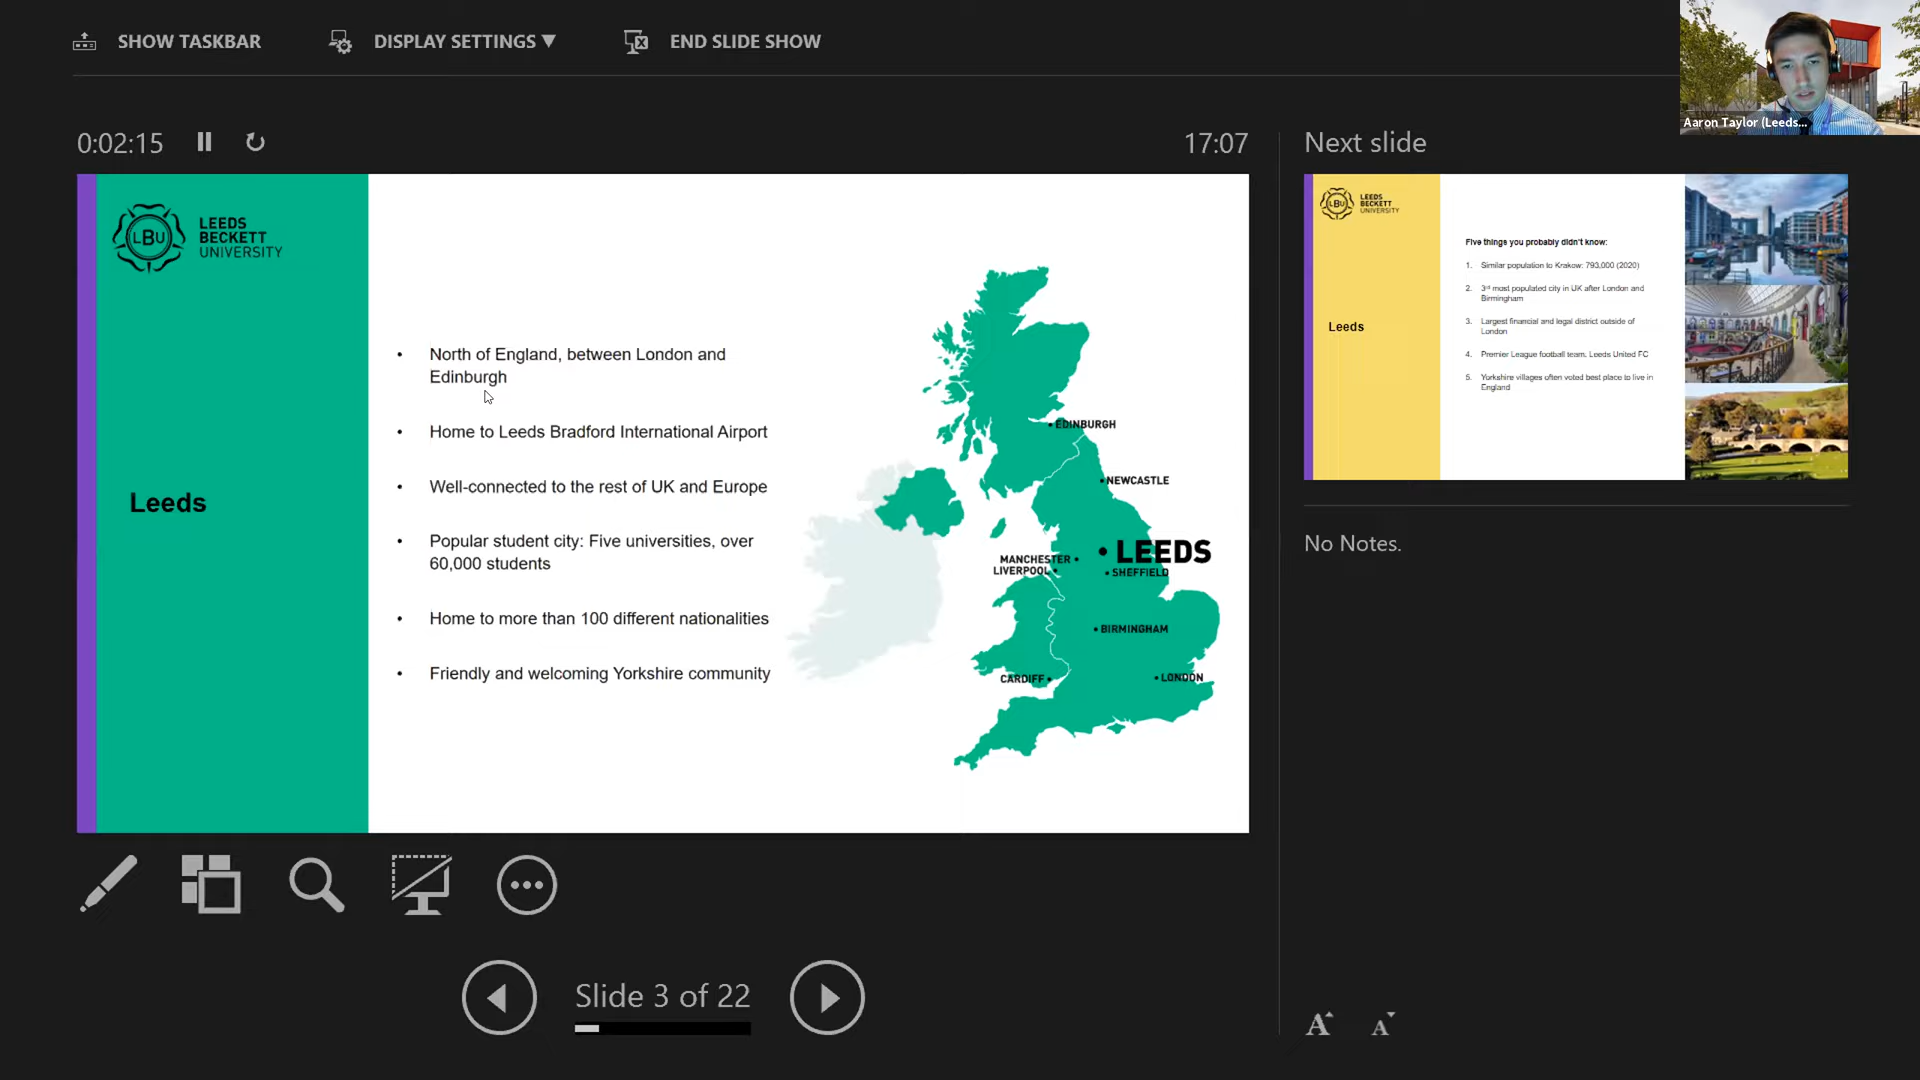 SHOW TASKBAR
DISPLAY SETTINGS ▼
END SLIDE SHOW
Aaron Taylor (Leeds...
0:02:15
17:07
Next slide
LBU
LEEDS
BECKETT
UNIVERSITY
Leeds
• North of England, between London and
Edinburgh
• Home to Leeds Bradford International Airport
• Well-connected to the rest of UK and Europe
• Popular student city: Five universities, over
60,000 students
• Home to more than 100 different nationalities
• Friendly and welcoming Yorkshire community
• EDINBURGH
• NEWCASTLE
• LEEDS
MANCHESTER •
LIVERPOOL •
• SHEFFIELD
• BIRMINGHAM
CARDIFF •
• LONDON
LBU
LEEDS
BECKETT
UNIVERSITY
Leeds
Five things you probably didn't know:
1. Similar population to Krakow: 793,000 (2020)
2. 3rd most populated city in UK after London and
Birmingham
3. Largest financial and legal district outside of
London
4. Premier League football team, Leeds United FC
5. Yorkshire villages often voted best place to live in
England
No Notes.
Slide 3 of 22
A A